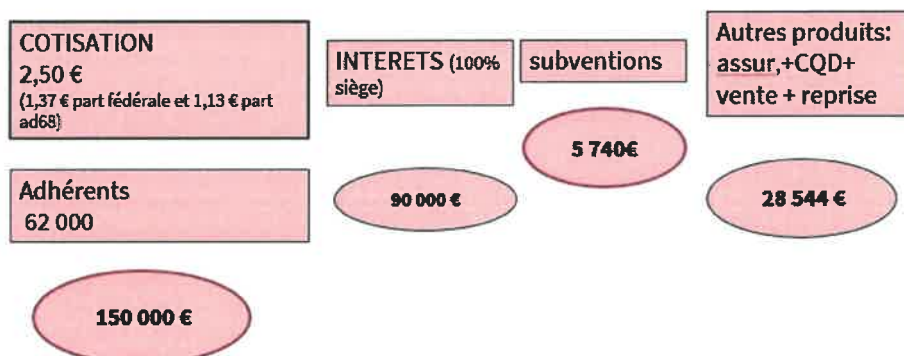 COTISATION
2,50 €
(1,37 € part fédérale et 1,13 € part
ad68)
Adhérents
62 000
150 000 €
INTERETS (100%
siège)
90 000 €
subventions
5 740€
Autres produits:
assur,+CQD+
vente + reprise
28 544 €